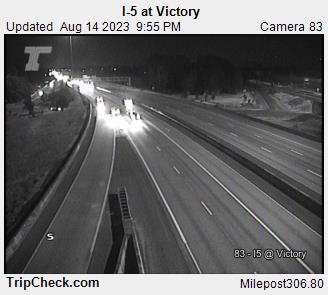 I-5 at Victory
Updated Aug 14 2023 9:55 PM Camera 83
T
S
83 - I5 @ Victory
TripCheck.com Milepost306.80